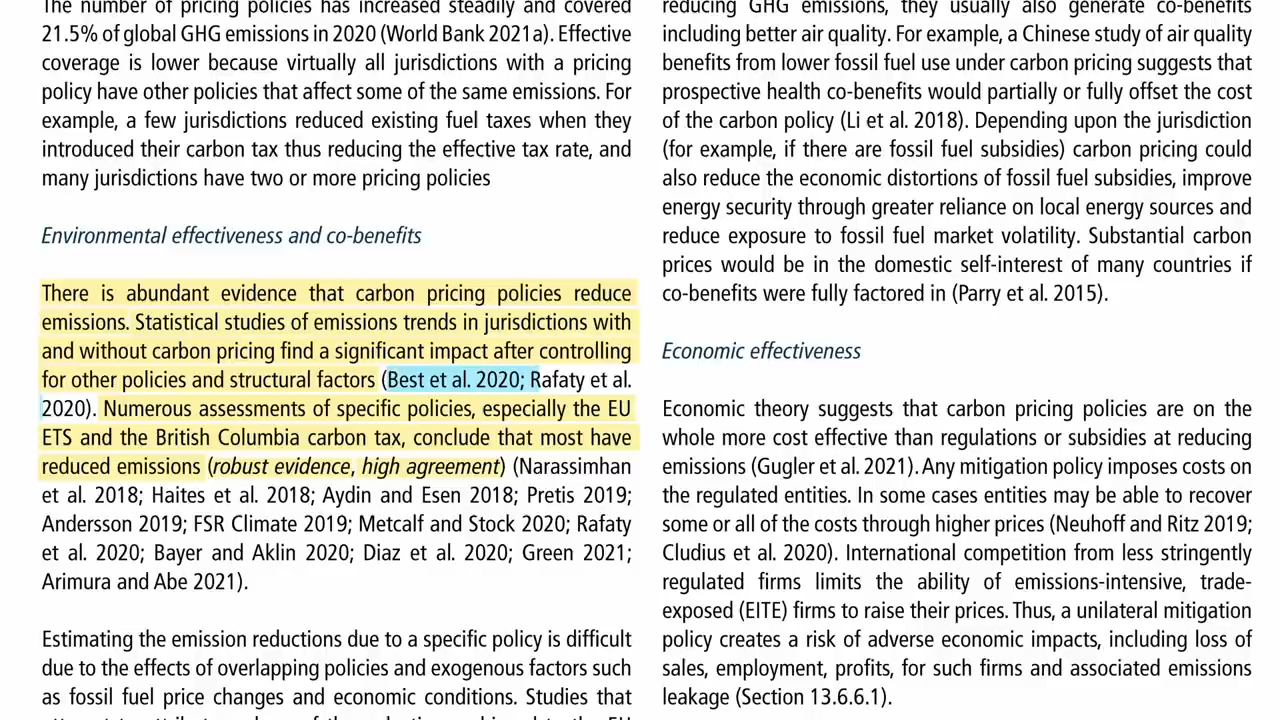 The number of pricing policies has increased steadily and covered
21.5% of global GHG emissions in 2020 (World Bank 2021a). Effective
coverage is lower because virtually all jurisdictions with a pricing
policy have other policies that affect some of the same emissions. For
example, a few jurisdictions reduced existing fuel taxes when they
introduced their carbon tax thus reducing the effective tax rate, and
many jurisdictions have two or more pricing policies
Environmental effectiveness and co-benefits
There is abundant evidence that carbon pricing policies reduce
emissions. Statistical studies of emissions trends in jurisdictions with
and without carbon pricing find a significant impact after controlling
for other policies and structural factors (Best et al. 2020; Rafaty et al.
2020). Numerous assessments of specific policies, especially the EU
ETS and the British Columbia carbon tax, conclude that most have
reduced emissions (robust evidence, high agreement) (Narassimhan
et al. 2018; Haites et al. 2018; Aydin and Esen 2018; Pretis 2019;
Andersson 2019; FSR Climate 2019; Metcalf and Stock 2020; Rafaty
et al. 2020; Bayer and Aklin 2020; Diaz et al. 2020; Green 2021;
Arimura and Abe 2021).
Estimating the emission reductions due to a specific policy is difficult
due to the effects of overlapping policies and exogenous factors such
as fossil fuel price changes and economic conditions. Studies that
reducing GHG emissions, they usually also generate co-benefits
including better air quality. For example, a Chinese study of air quality
benefits from lower fossil fuel use under carbon pricing suggests that
prospective health co-benefits would partially or fully offset the cost
of the carbon policy (Li et al. 2018). Depending upon the jurisdiction
(for example, if there are fossil fuel subsidies) carbon pricing could
also reduce the economic distortions of fossil fuel subsidies, improve
energy security through greater reliance on local energy sources and
reduce exposure to fossil fuel market volatility. Substantial carbon
prices would be in the domestic self-interest of many countries if
co-benefits were fully factored in (Parry et al. 2015).
Economic effectiveness
Economic theory suggests that carbon pricing policies are on the
whole more cost effective than regulations or subsidies at reducing
emissions (Gugler et al. 2021). Any mitigation policy imposes costs on
the regulated entities. In some cases entities may be able to recover
some or all of the costs through higher prices (Neuhoff and Ritz 2019;
Cludius et al. 2020). International competition from less stringently
regulated firms limits the ability of emissions-intensive, trade-
exposed (EITE) firms to raise their prices. Thus, a unilateral mitigation
policy creates a risk of adverse economic impacts, including loss of
sales, employment, profits, for such firms and associated emissions
leakage (Section 13.6.6.1).